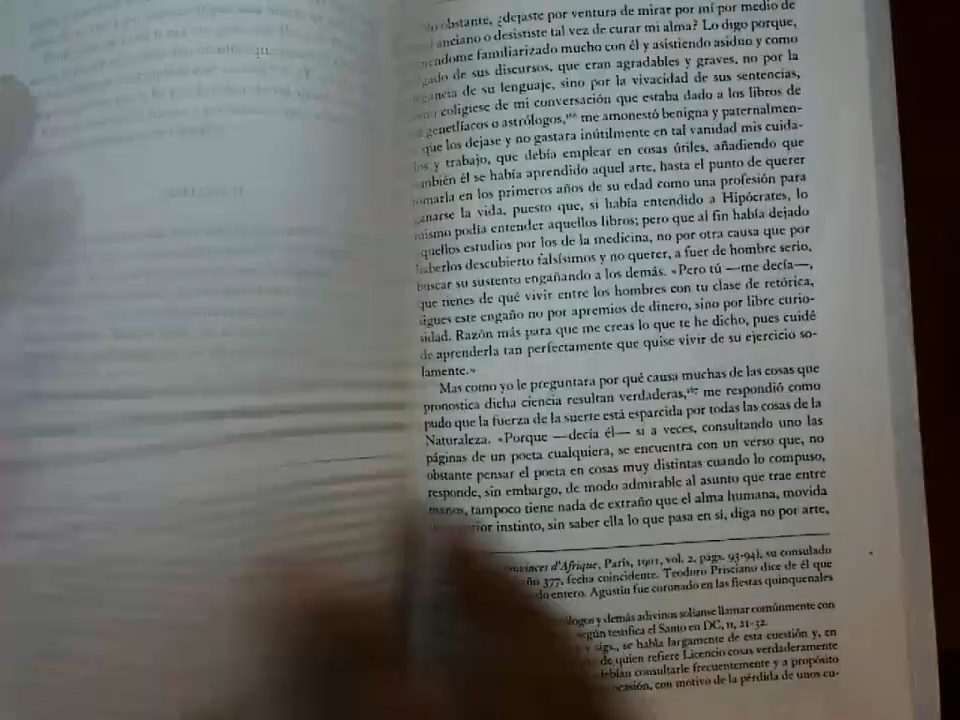 obstante, ¿dejaste por ventura de mirar por mí por medio de
anciano o desististe tal vez de curar mi alma? Lo digo porque,
familiarizado mucho con él y asistiendo asiduo y como
de sus discursos, que eran agradables y graves, no por la
de su lenguaje, sino por la vivacidad de sus sentencias,
coligiese de mi conversación que estaba dado a los libros de
genetlíacos o astrólogos, me amonestó benigna y paternalmen-
que los dejase y no gastara inútilmente en tal vanidad mis cuida-
y trabajo, que debía emplear en cosas útiles, añadiendo que
él se había aprendido aquel arte, hasta el punto de querer
tomarla en los primeros años de su edad como una profesión para
la vida, puesto que, si había entendido a Hipócrates, lo
mismo podía entender aquellos libros; pero que al fin había dejado
estudios por los de la medicina, no por otra causa que por
haberlos descubierto falsísimos y no querer, a fuer de hombre serio,
buscar su sustento engañando a los demás. «Pero tú —me decía—,
que tienes de qué vivir entre los hombres con tu clase de retórica,
sigues este engaño no por apremios de dinero, sino por libre curio-
sidad. Razón más para que me creas lo que te he dicho, pues cuidé
de aprenderla tan perfectamente que quise vivir de su ejercicio so-
lamente.»
Mas como yo le preguntara por qué causa muchas de las cosas que
pronostica dicha ciencia resultan verdaderas, me respondió como
pudo que la fuerza de la suerte está esparcida por todas las cosas de la
Naturaleza. «Porque —decía él— si a veces, consultando uno las
páginas de un poeta cualquiera, se encuentra con un verso que, no
obstante pensar el poeta en cosas muy distintas cuando lo compuso,
responde, sin embargo, de modo admirable al asunto que trae entre
manos, tampoco tiene nada de extraño que el alma humana, movida
instinto, sin saber ella lo que pasa en sí, diga no por arte,
d'Afrique, París, 1901, vol. 2, págs. 93-94), su consulado
377, fecha coincidente. Teodoro Prisciano dice de él que
entero. Agustín fue coronado en las fiestas quinquenales
y demás adivinos solíanse llamar comúnmente con
según testifica el Santo en DC, II, 21-32.
y sigs., se habla largamente de esta cuestión y, en
de quien refiere Licencio cosas verdaderamente
consultarle frecuentemente y a propósito
con motivo de la pérdida de unos cu-